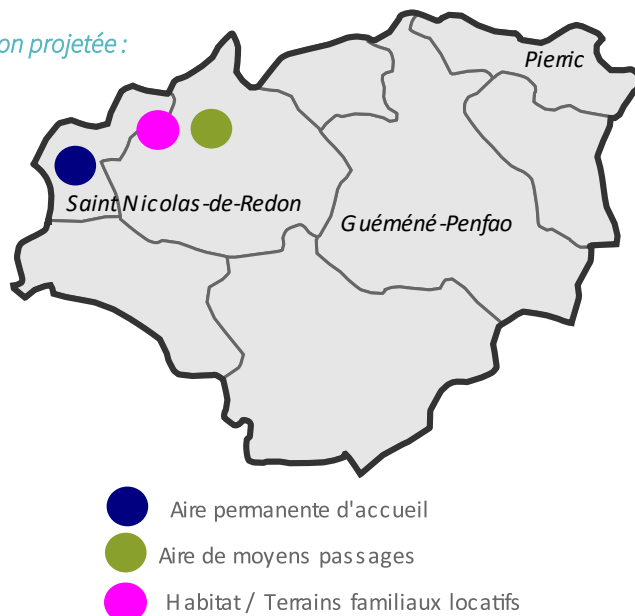 on projetée :
Pierric
Saint Nicolas-de-Redon
Guéméné-Penfao
Aire permanente d'accueil
Aire de moyens passages
Habitat / Terrains familiaux locatifs